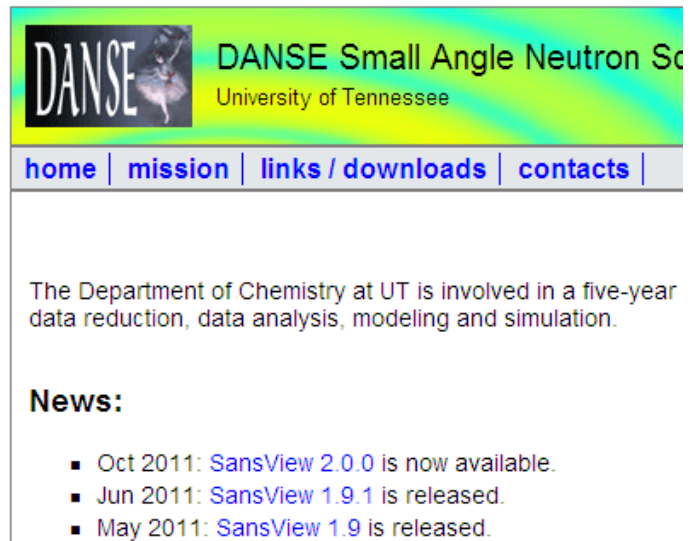 DANSE
DANSE Small Angle Neutron Sc
University of Tennessee
home | mission | links / downloads | contacts |
The Department of Chemistry at UT is involved in a five-year
data reduction, data analysis, modeling and simulation.
News:
▪ Oct 2011: SansView 2.0.0 is now available.
▪ Jun 2011: SansView 1.9.1 is released.
▪ May 2011: SansView 1.9 is released.